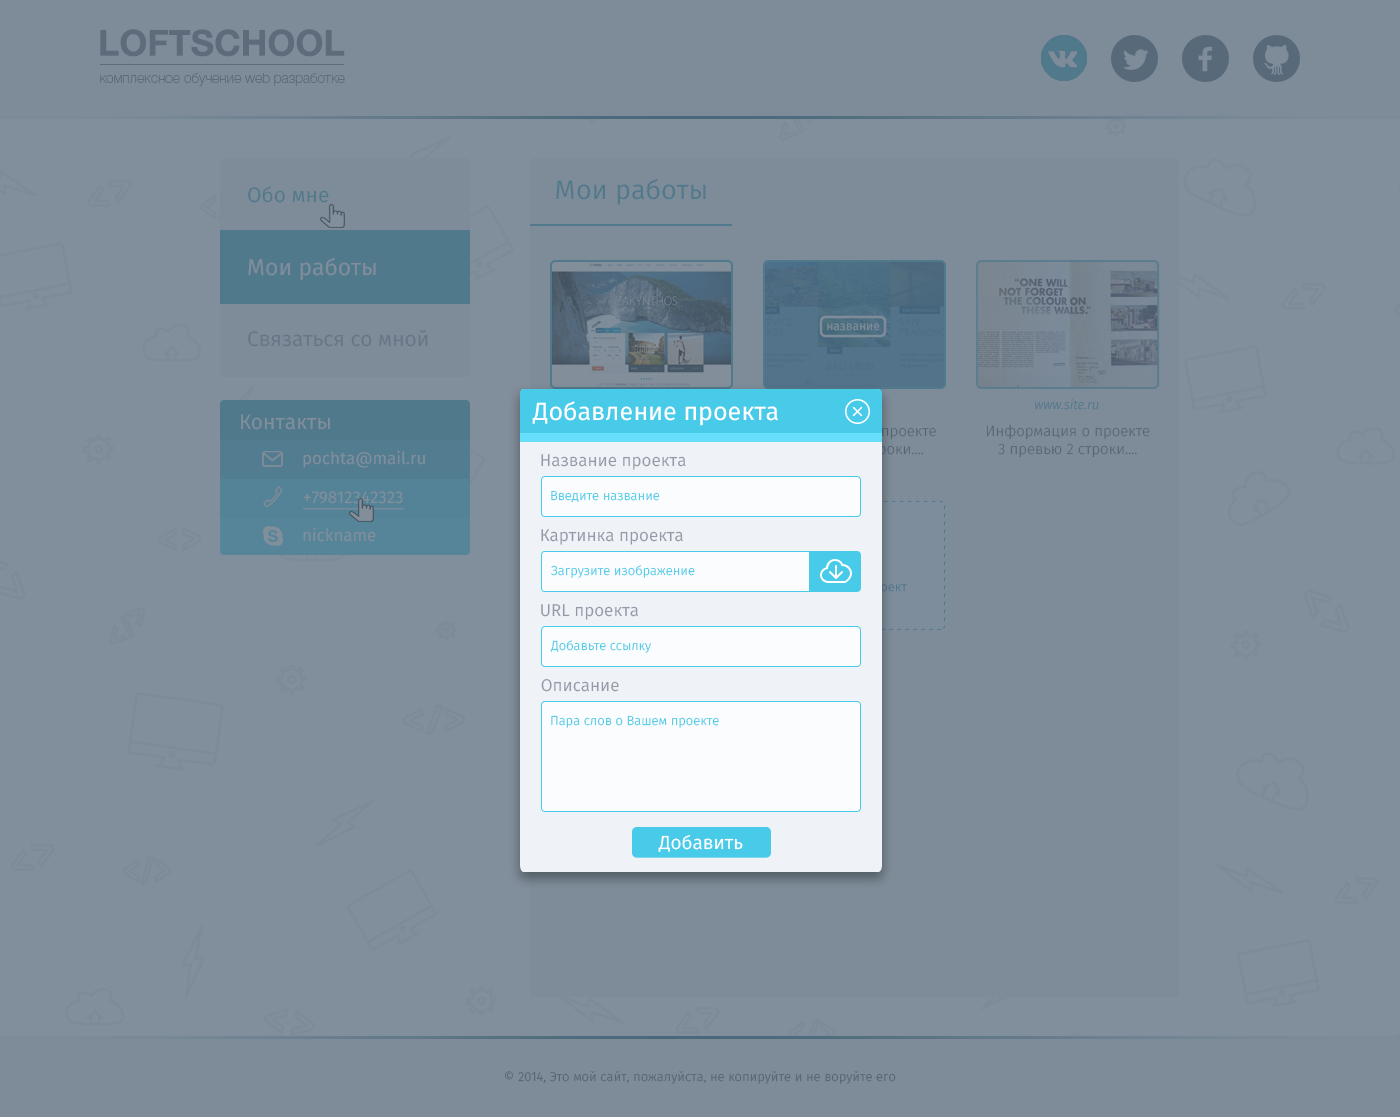 LOFTSCHOOL
комплексное обучение web разработке
Обо мне
Мои работы
Связаться со мной
Контакты
pochta@mail.ru
+79812342323
nickname
Мои работы
ZAKYNTHOS
название
"ONE WILL
NOT FORGET
THE COLOUR ON
THESE WALLS."
www.site.ru
проекте
Информация о проекте
3 превью 2 строки....
Добавление проекта
Название проекта
Введите название
Картинка проекта
Загрузите изображение
URL проекта
Добавьте ссылку
Описание
Пара слов о Вашем проекте
Добавить
© 2014, Это мой сайт, пожалуйста, не копируйте и не воруйте его